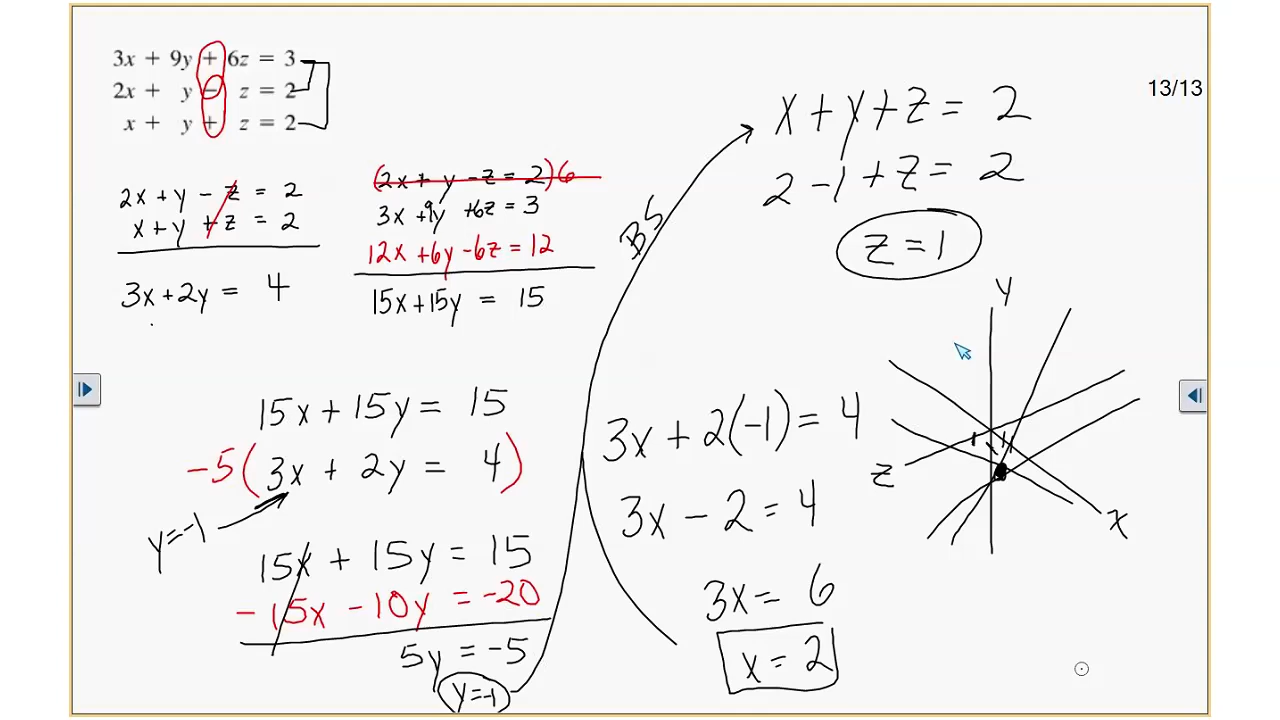 3x + 9y + 6z = 3
2x + y - z = 2
x + y + z = 2
13/13
2x + y - z = 2
x + y + z = 2
3x + 2y = 4
(2x + y - z = 2)6
3x + 9y + 6z = 3
12x + 6y - 6z = 12
15x + 15y = 15
15x + 15y = 15
-5(3x + 2y = 4)
y = -1
15x + 15y = 15
-15x - 10y = -20
5y = -5
y = -1
BS
x + y + z = 2
2 - 1 + z = 2
z = 1
3x + 2(-1) = 4
3x - 2 = 4
3x = 6
x = 2
Y
Z
X